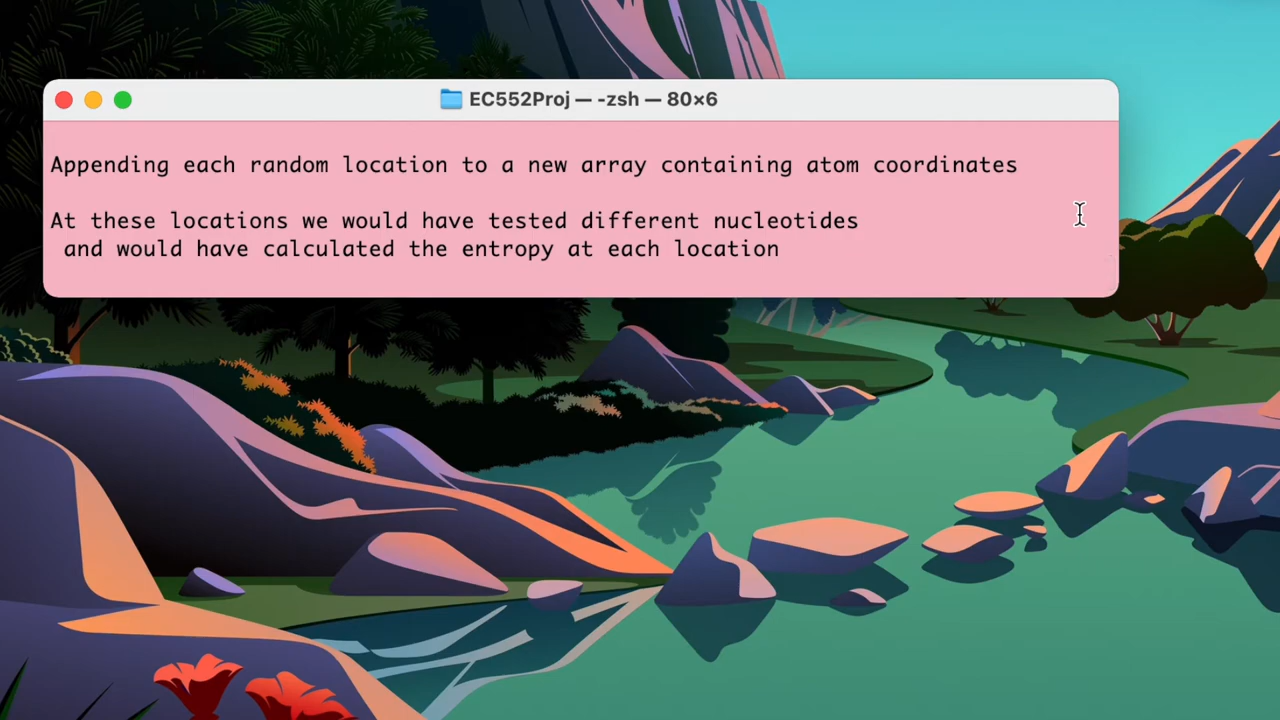 EC552Proj — -zsh — 80×6
Appending each random location to a new array containing atom coordinates
At these locations we would have tested different nucleotides
and would have calculated the entropy at each location